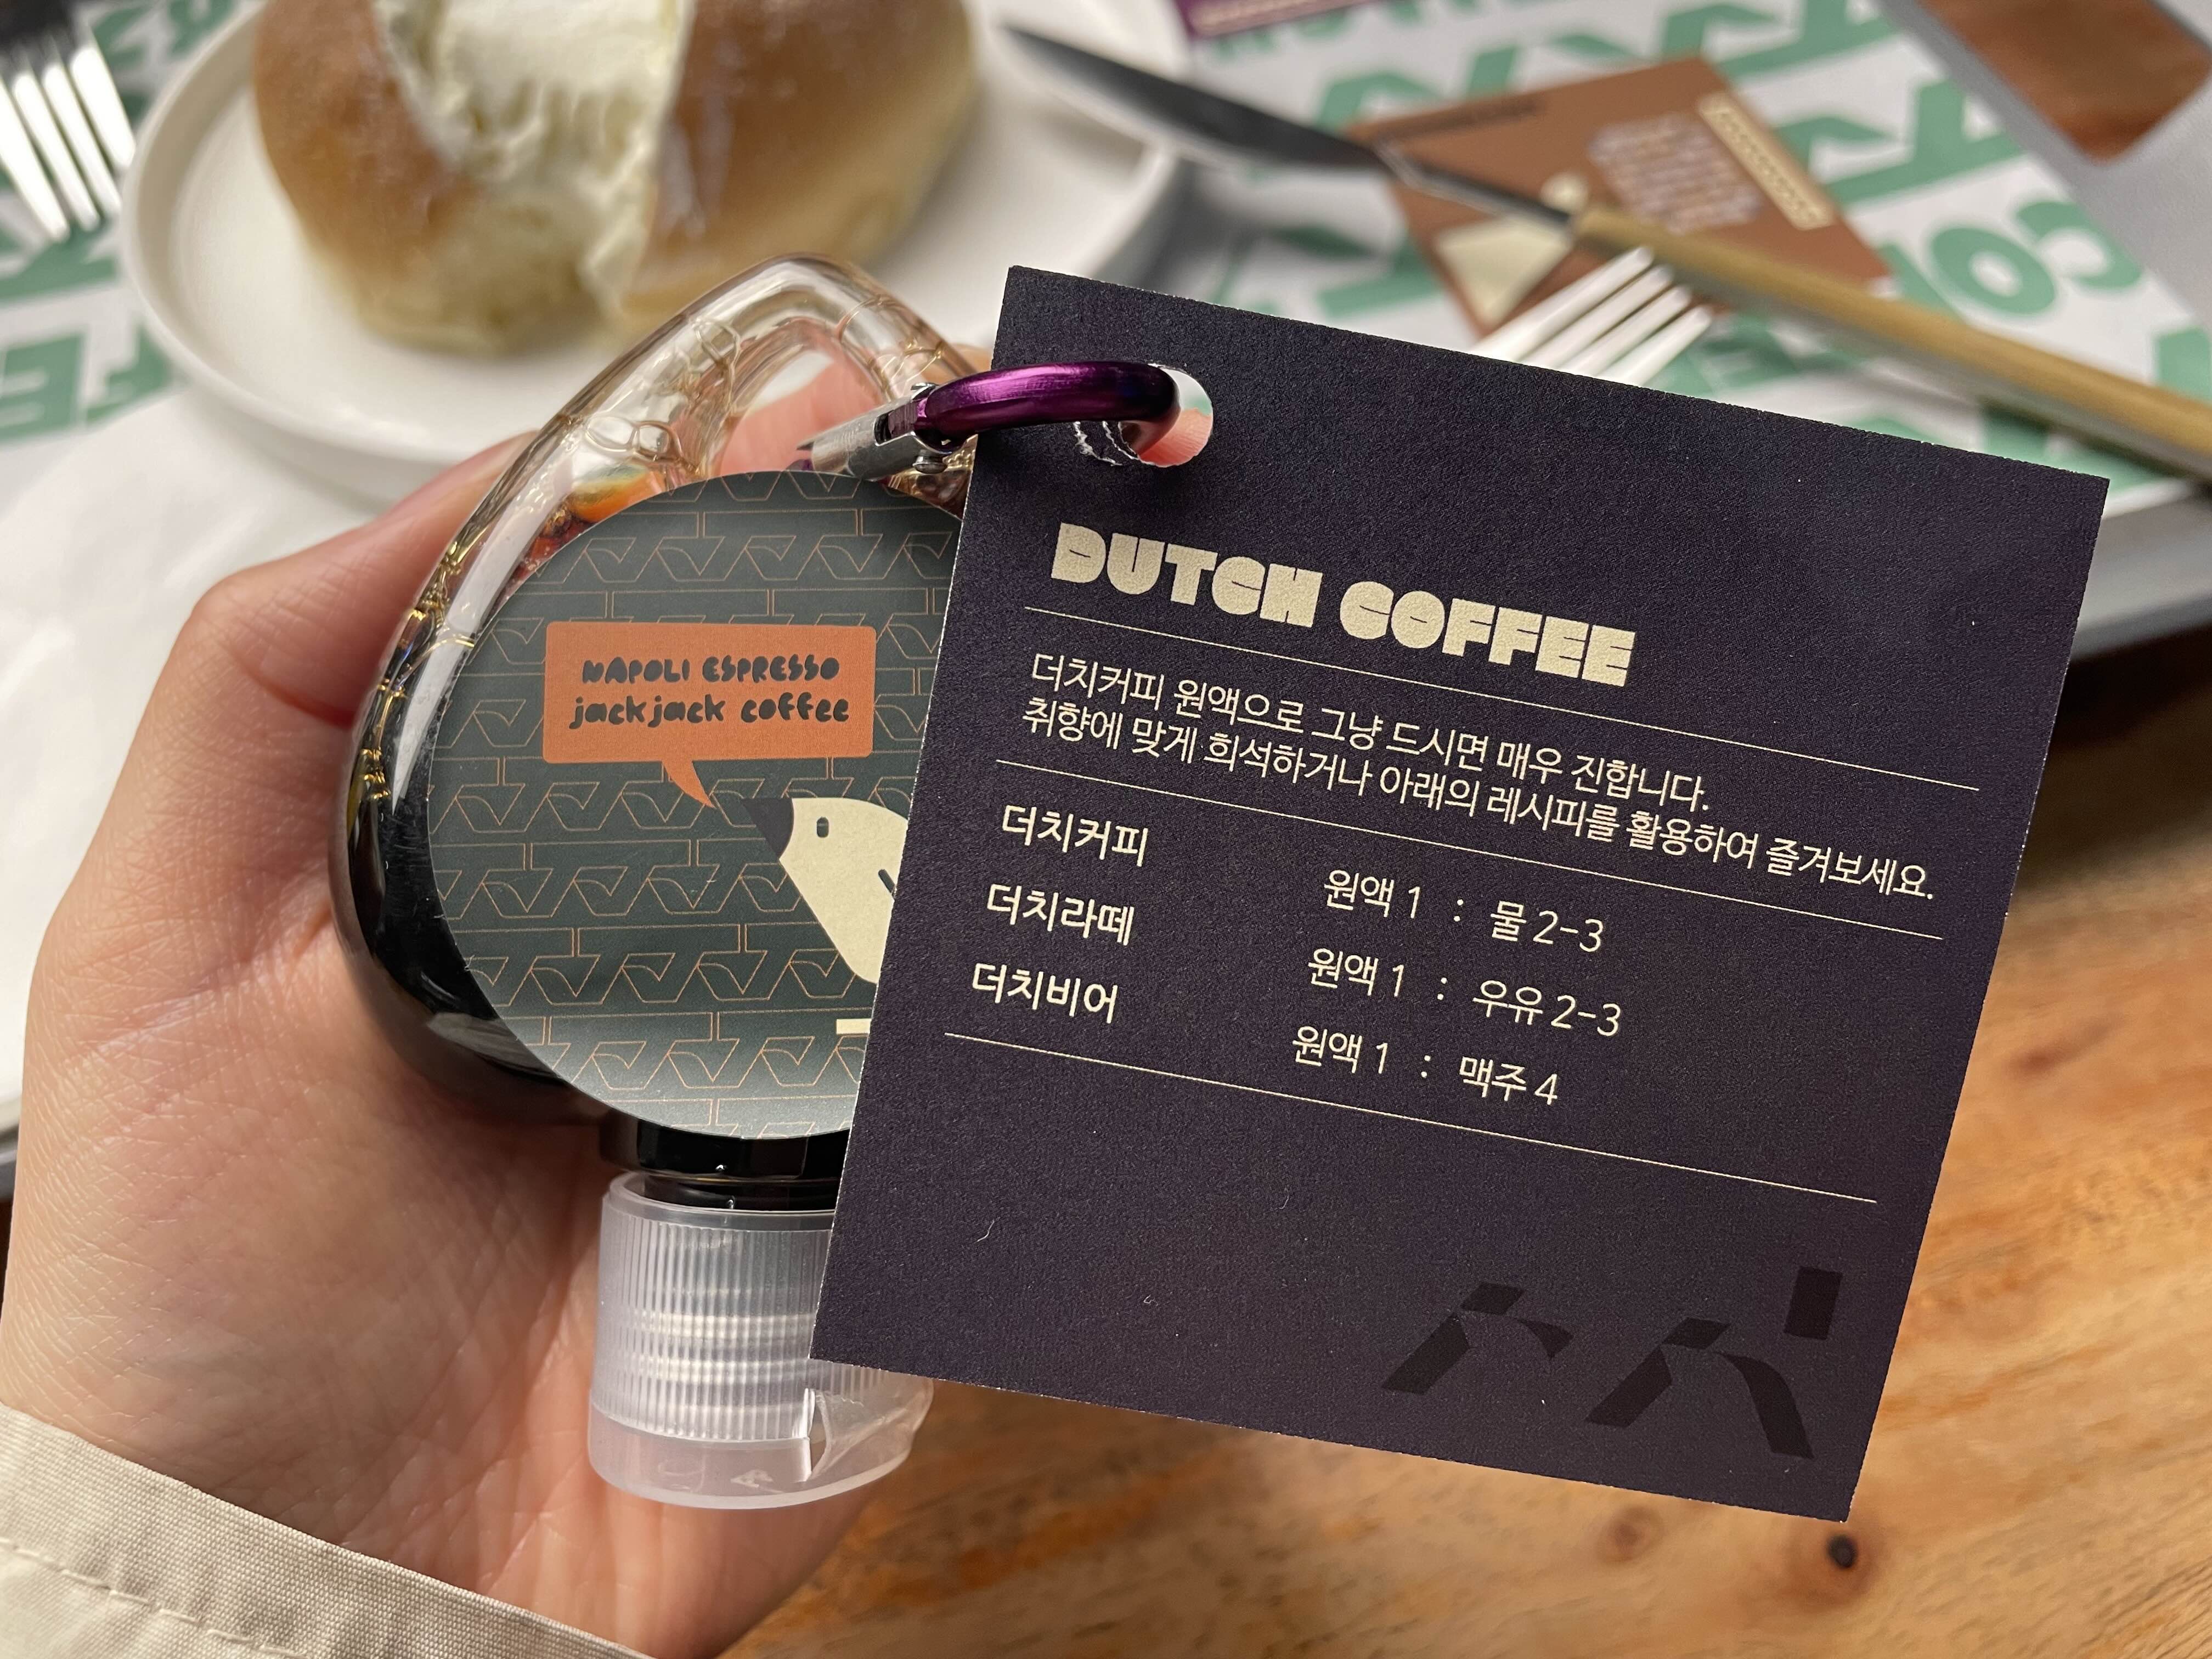 NAPOLI ESPRESSO
jackjack coffee
DUTCH COFFEE
더치커피 원액으로 그냥 드시면 매우 진합니다.
취향에 맞게 희석하거나 아래의 레시피를 활용하여 즐겨보세요.
더치커피 원액 1 : 물 2-3
더치라떼 원액 1 : 우유 2-3
더치비어 원액 1 : 맥주 4